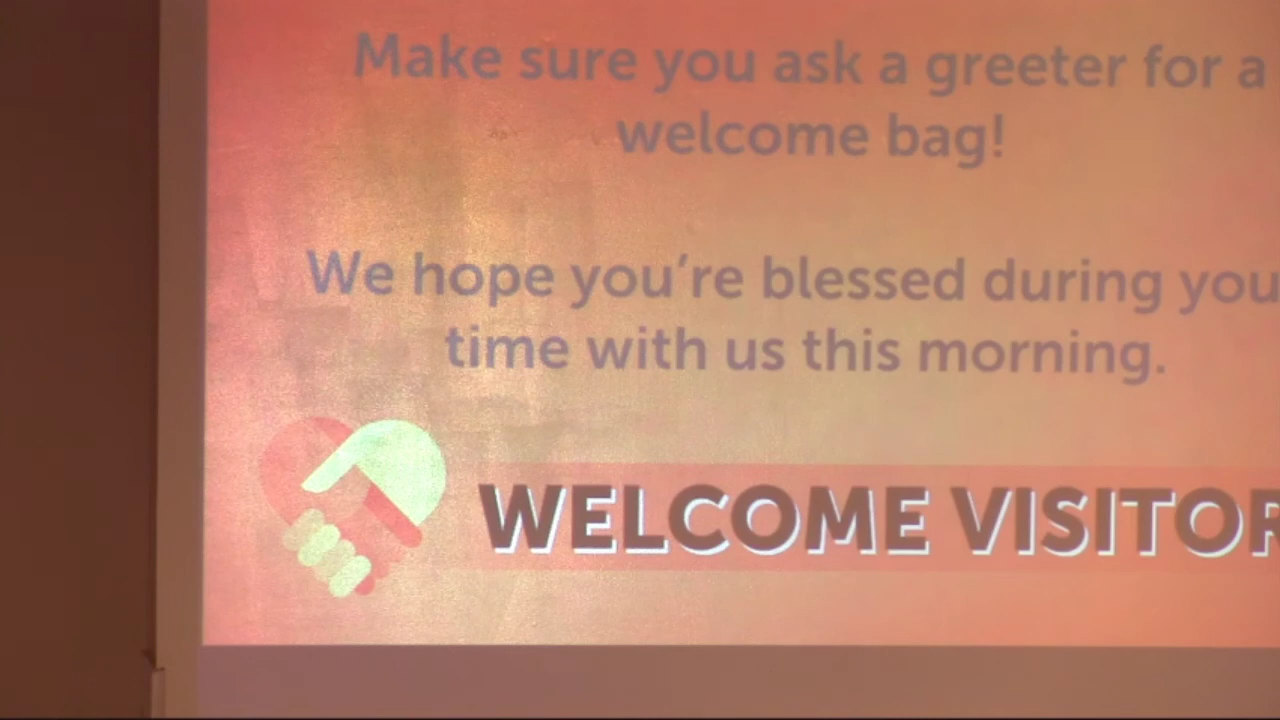 Make sure you ask a greeter for a
welcome bag!
We hope you're blessed during you
time with us this morning.
WELCOME VISITOR